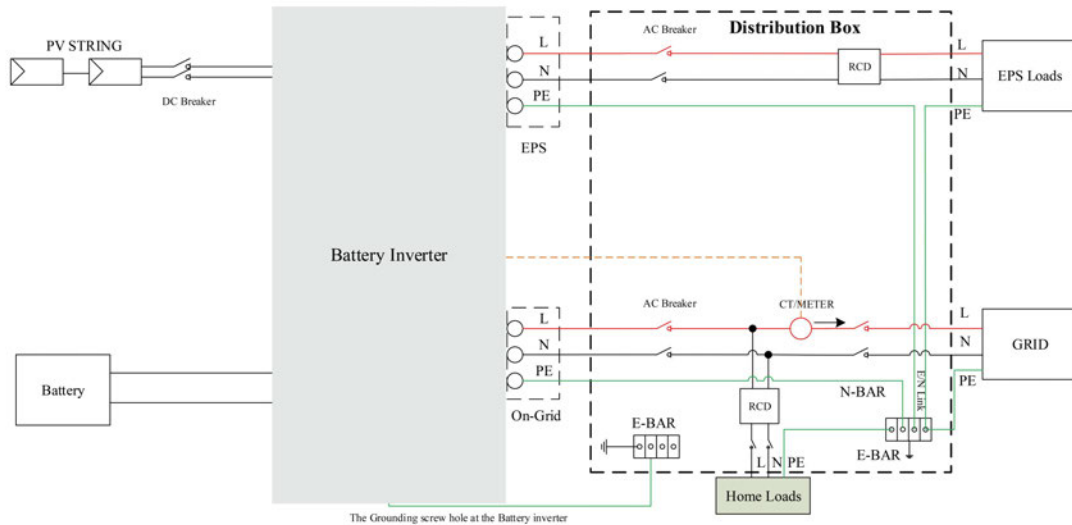 PV STRING
DC Breaker
Battery
Battery Inverter
L
N
PE
EPS
AC Breaker
Distribution Box
RCD
L
N
PE
EPS Loads
L
N
PE
On-Grid
AC Breaker
CT/METER
L
N
PE
GRID
E/N Link
N-BAR
RCD
E-BAR
E-BAR
L N PE
Home Loads
The Grounding screw hole at the Battery inverter